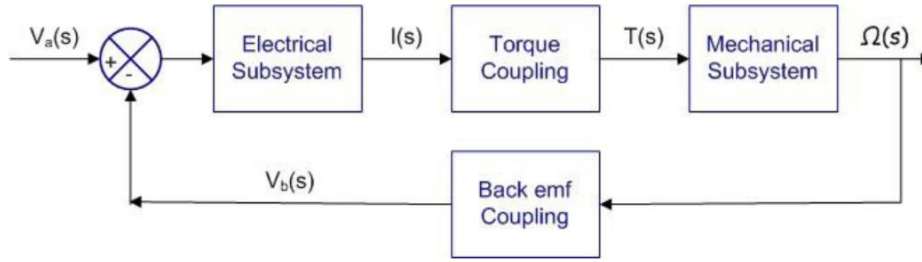 Vₐ(s)
+
-
Electrical
Subsystem
I(s)
Torque
Coupling
T(s)
Mechanical
Subsystem
Ω(s)
V_b(s)
Back emf
Coupling